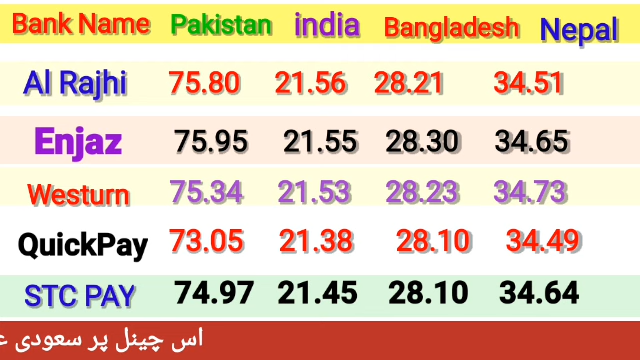 Bank Name Pakistan india Bangladesh Nepal
Al Rajhi 75.80 21.56 28.21 34.51
Enjaz 75.95 21.55 28.30 34.65
Westurn 75.34 21.53 28.23 34.73
QuickPay 73.05 21.38 28.10 34.49
STC PAY 74.97 21.45 28.10 34.64
اس چینل پر سعودی